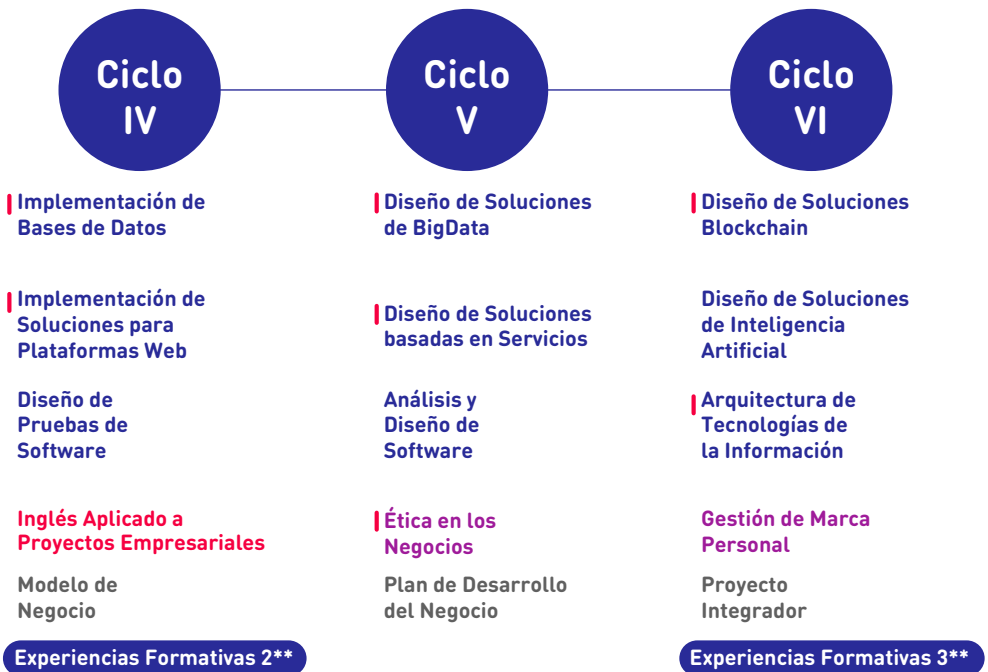 Ciclo
IV
Ciclo
V
Ciclo
VI
Implementación de
Bases de Datos
Diseño de Soluciones
de BigData
Diseño de Soluciones
Blockchain
Implementación de
Soluciones para
Plataformas Web
Diseño de Soluciones
basadas en Servicios
Diseño de Soluciones
de Inteligencia
Artificial
Diseño de
Pruebas de
Software
Análisis y
Diseño de
Software
Arquitectura de
Tecnologías de
la Información
Inglés Aplicado a
Proyectos Empresariales
Ética en los
Negocios
Gestión de Marca
Personal
Modelo de
Negocio
Plan de Desarrollo
del Negocio
Proyecto
Integrador
Experiencias Formativas 2**
Experiencias Formativas 3**